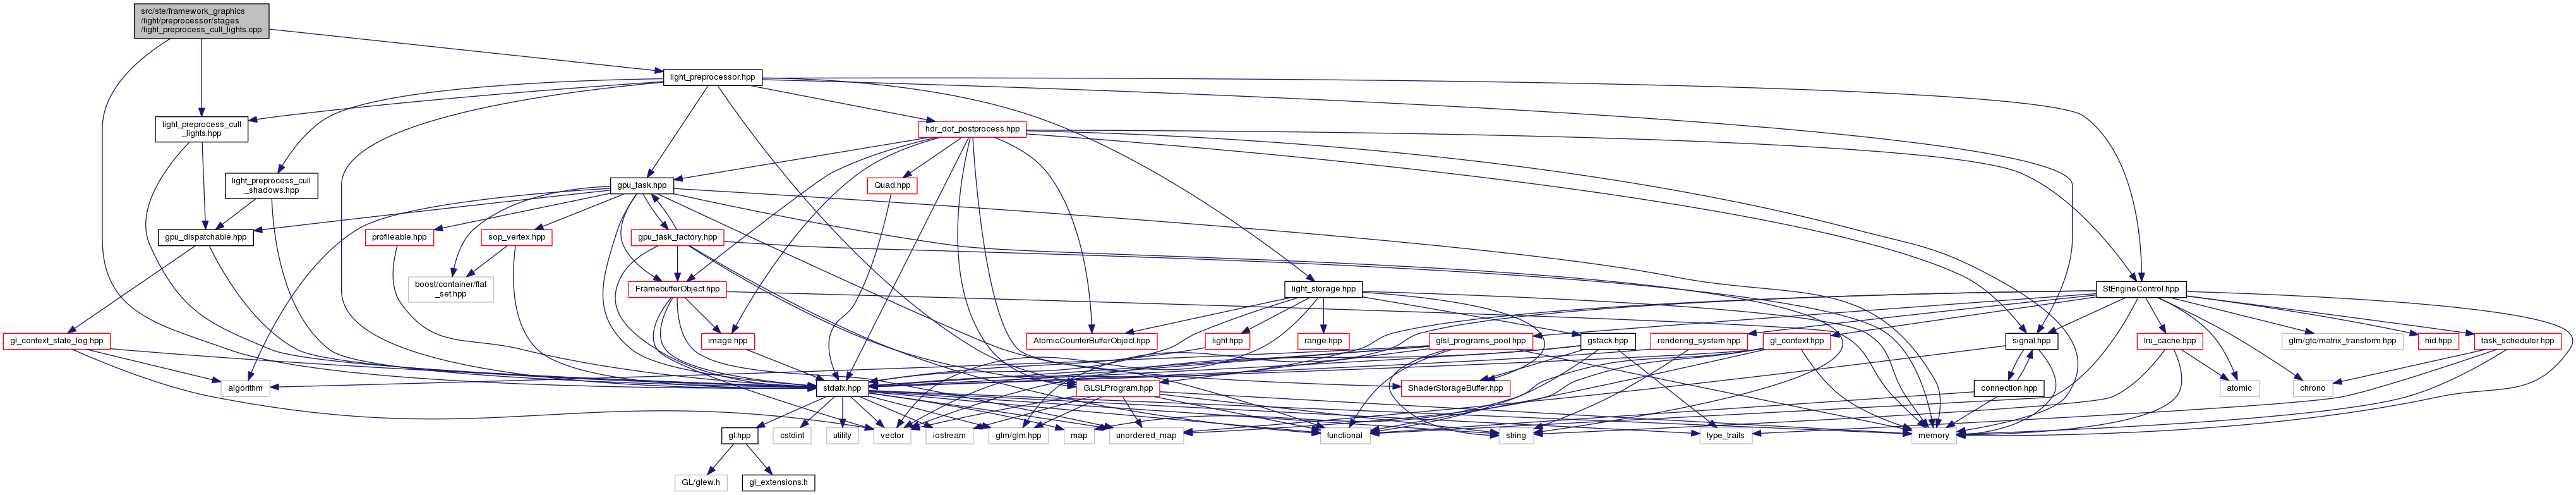 src/ste/framework_graphics
/light/preprocessor/stages
/light_preprocess_cull_lights.cpp
light_preprocessor.hpp
light_preprocess_cull
_lights.hpp
hdr_dof_postprocess.hpp
light_preprocess_cull
_shadows.hpp
gpu_task.hpp
Quad.hpp
gpu_dispatchable.hpp
profileable.hpp
sop_vertex.hpp
gpu_task_factory.hpp
boost/container/flat
_set.hpp
FramebufferObject.hpp
light_storage.hpp
StEngineControl.hpp
gl_context_state_log.hpp
image.hpp
AtomicCounterBufferObject.hpp
light.hpp
range.hpp
glsl_programs_pool.hpp
gstack.hpp
rendering_system.hpp
gl_context.hpp
signal.hpp
lru_cache.hpp
glm/gtc/matrix_transform.hpp
hid.hpp
task_scheduler.hpp
algorithm
stdafx.hpp
GLSLProgram.hpp
ShaderStorageBuffer.hpp
connection.hpp
atomic
chrono
gl.hpp
cstdint
utility
vector
iostream
glm/glm.hpp
map
unordered_map
functional
string
type_traits
memory
GL/glew.h
gl_extensions.h